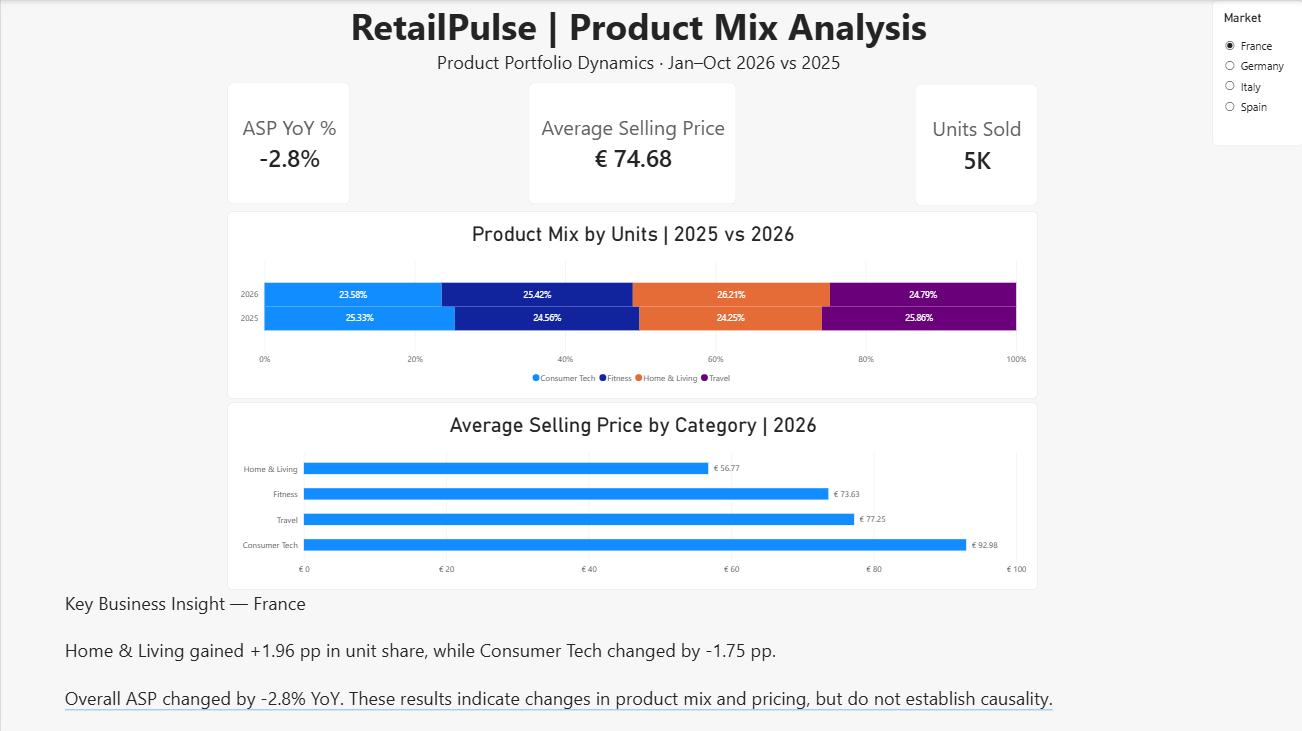 RetailPulse | Product Mix Analysis
Product Portfolio Dynamics · Jan–Oct 2026 vs 2025
Market
France
Germany
Italy
Spain
ASP YoY %
-2.8%
Average Selling Price
€ 74.68
Units Sold
5K
Product Mix by Units | 2025 vs 2026
2026 23.58% 25.42% 26.21% 24.79%
2025 25.33% 24.56% 24.25% 25.86%
0% 20% 40% 60% 80% 100%
Consumer Tech Fitness Home & Living Travel
Average Selling Price by Category | 2026
Home & Living € 56.77
Fitness € 73.63
Travel € 77.25
Consumer Tech € 92.98
€ 0 € 20 € 40 € 60 € 80 € 100
Key Business Insight — France
Home & Living gained +1.96 pp in unit share, while Consumer Tech changed by -1.75 pp.
Overall ASP changed by -2.8% YoY. These results indicate changes in product mix and pricing, but do not establish causality.